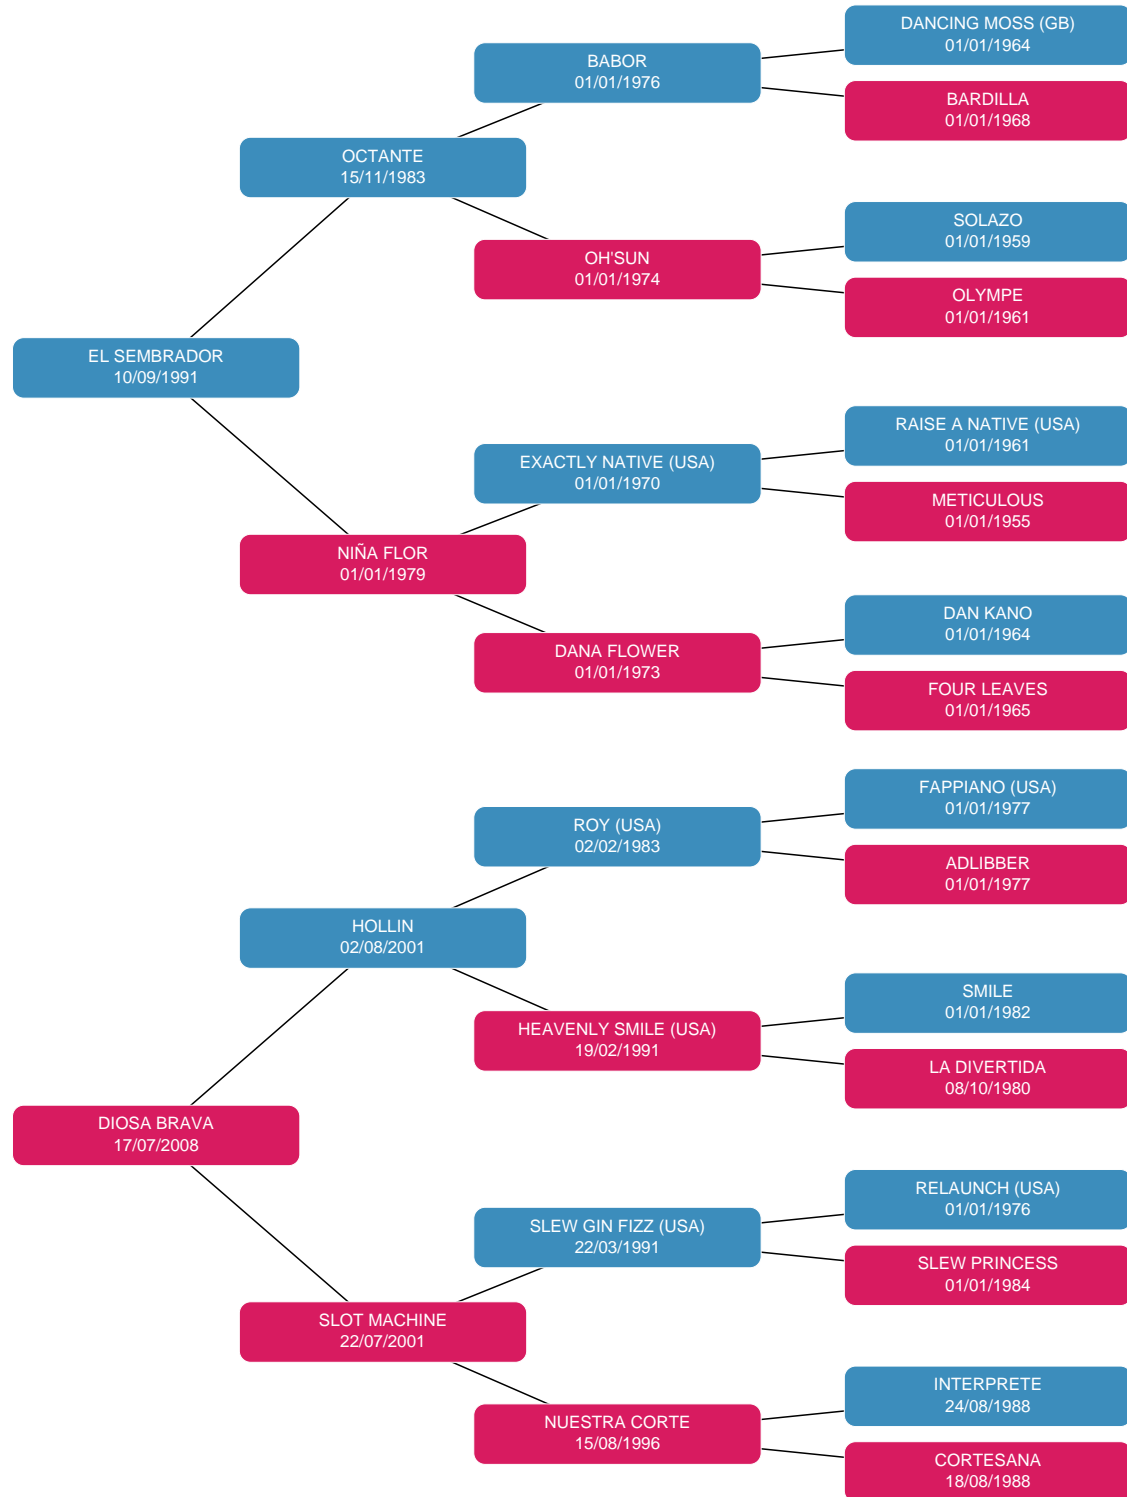 DANCING MOSS (GB)
01/01/1964
BABOR
01/01/1976
BARDILLA
01/01/1968
OCTANTE
15/11/1983
SOLAZO
01/01/1959
OH'SUN
01/01/1974
OLYMPE
01/01/1961
EL SEMBRADOR
10/09/1991
RAISE A NATIVE (USA)
01/01/1961
EXACTLY NATIVE (USA)
01/01/1970
METICULOUS
01/01/1955
NIÑA FLOR
01/01/1979
DAN KANO
01/01/1964
DANA FLOWER
01/01/1973
FOUR LEAVES
01/01/1965
FAPPIANO (USA)
01/01/1977
ROY (USA)
02/02/1983
ADLIBBER
01/01/1977
HOLLIN
02/08/2001
SMILE
01/01/1982
HEAVENLY SMILE (USA)
19/02/1991
LA DIVERTIDA
08/10/1980
DIOSA BRAVA
17/07/2008
RELAUNCH (USA)
01/01/1976
SLEW GIN FIZZ (USA)
22/03/1991
SLEW PRINCESS
01/01/1984
SLOT MACHINE
22/07/2001
INTERPRETE
24/08/1988
NUESTRA CORTE
15/08/1996
CORTESANA
18/08/1988